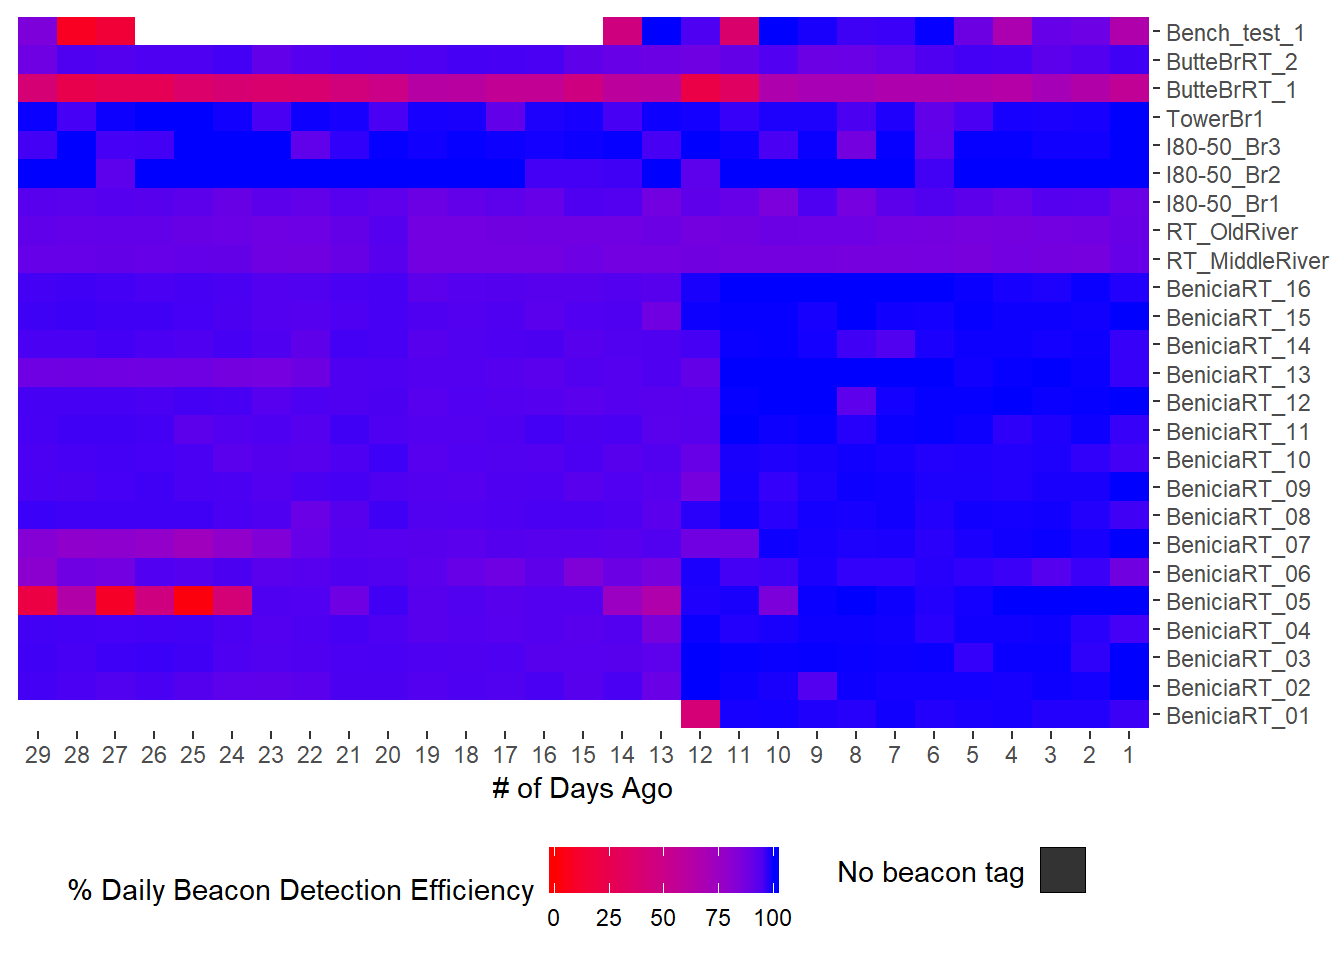 Bench_test_1
ButteBrRT_2
ButteBrRT_1
TowerBr1
I80-50_Br3
I80-50_Br2
I80-50_Br1
RT_OldRiver
RT_MiddleRiver
BeniciaRT_16
BeniciaRT_15
BeniciaRT_14
BeniciaRT_13
BeniciaRT_12
BeniciaRT_11
BeniciaRT_10
BeniciaRT_09
BeniciaRT_08
BeniciaRT_07
BeniciaRT_06
BeniciaRT_05
BeniciaRT_04
BeniciaRT_03
BeniciaRT_02
BeniciaRT_01
29 28 27 26 25 24 23 22 21 20 19 18 17 16 15 14 13 12 11 10 9 8 7 6 5 4 3 2 1
# of Days Ago
% Daily Beacon Detection Efficiency
0 25 50 75 100
No beacon tag